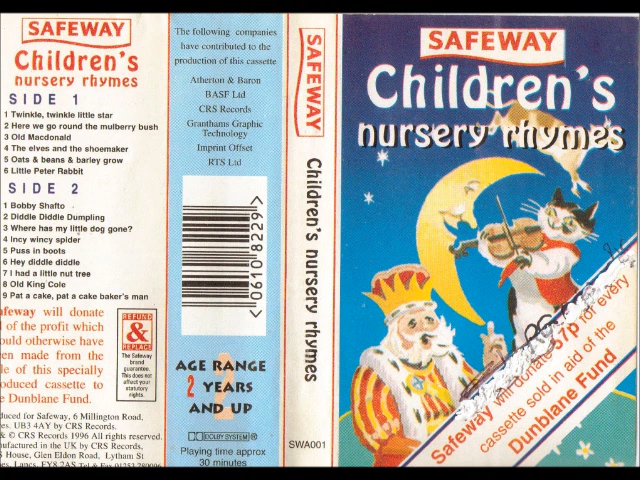 SAFEWAY
Children's
nursery rhymes
SIDE 1
1 Twinkle, twinkle little star
2 Here we go round the mulberry bush
3 Old Macdonald
4 The elves and the shoemaker
5 Oats & beans & barley grow
6 Little Peter Rabbit
SIDE 2
1 Bobby Shafto
2 Diddle Diddle Dumpling
3 Where has my little dog gone?
4 Incy wincy spider
5 Puss in boots
6 Hey diddle diddle
7 I had a little nut tree
8 Old King Cole
9 Pat a cake, pat a cake baker's man
afeway will donate
of the profit which
ould otherwise have
en made from the
le of this specially
oduced cassette to
e Dunblane Fund.
REFUND
&
REPLACE
The Safeway
brand
guarantee.
This does not
affect your
statutory
rights.
duced for Safeway, 6 Millington Road,
es. UB3 4AY by CRS Records.
& © CRS Records 1996 All rights reserved.
nufactured in the UK by CRS Records,
House, Glen Eldon Road, Lytham St
es, Lancs, FY8 2AS Tel & Fax 01253
The following companies
have contributed to the
production of this cassette
Atherton & Baron
BASF Ltd
CRS Records
Granthams Graphic
Technology
Imprint Offset
RTS Ltd
<06108229>
AGE RANGE
2 YEARS
AND UP
DOLBY SYSTEM ®
Playing time approx
30 minutes
SAFEWAY
Children's nursery rhymes
SWA001
SAFEWAY
Children's
nursery rhymes
Safeway will donate 57p for every
cassette sold in aid of the
Dunblane Fund